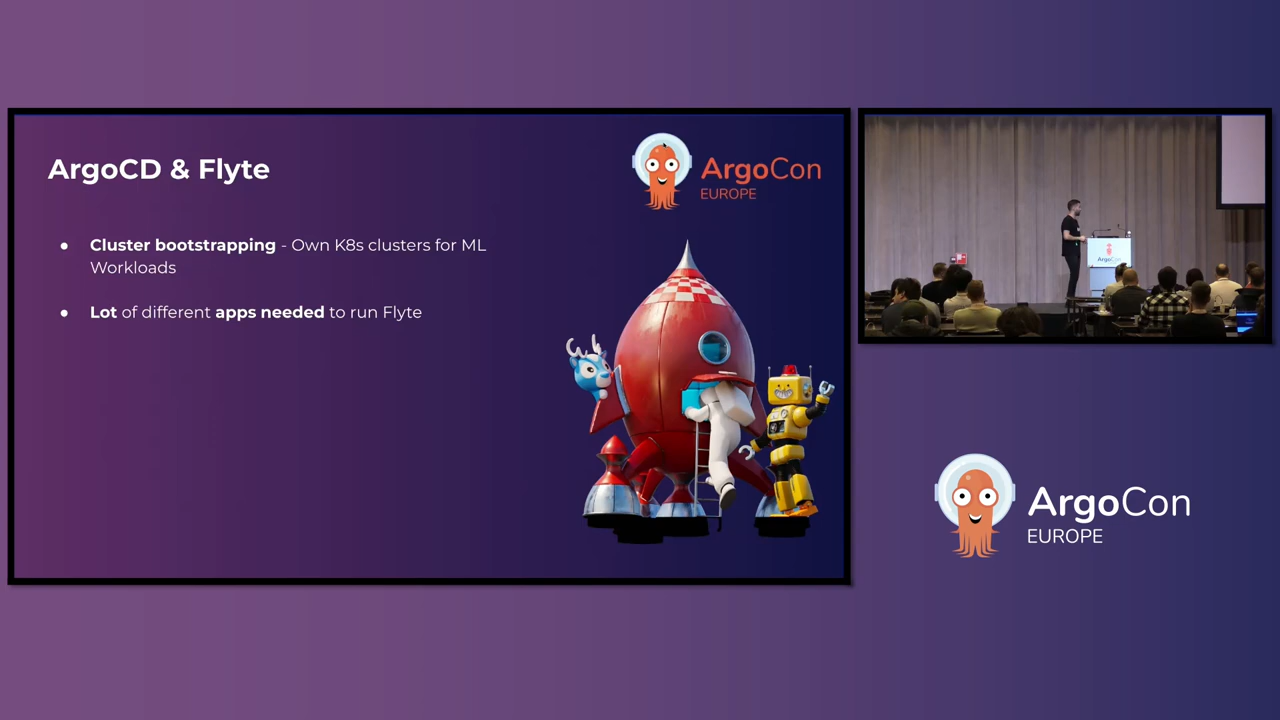 ArgoCD & Flyte
ArgoCon
EUROPE
● Cluster bootstrapping - Own K8s clusters for ML
Workloads
● Lot of different apps needed to run Flyte
ArgoCon
ArgoCon
EUROPE